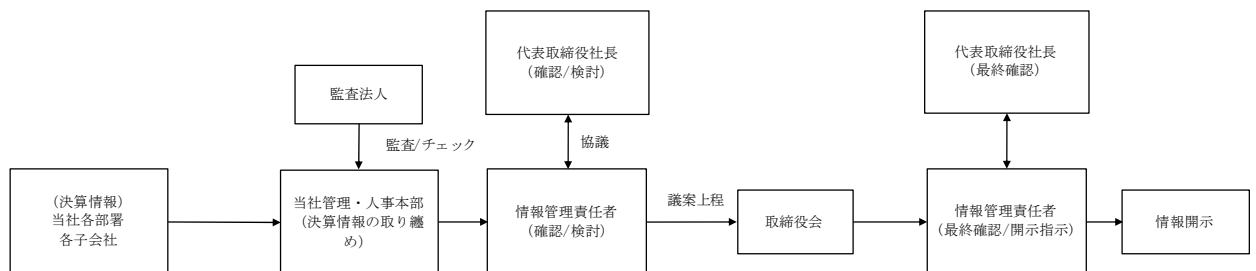 代表取締役社長
（確認/検討）
代表取締役社長
（最終確認）
監査法人
監査/チェック
協議
（決算情報）
当社各部署
各子会社
当社管理・人事本部
（決算情報の取り纏
め）
情報管理責任者
（確認/検討）
議案上程
取締役会
情報管理責任者
（最終確認/開示指示）
情報開示